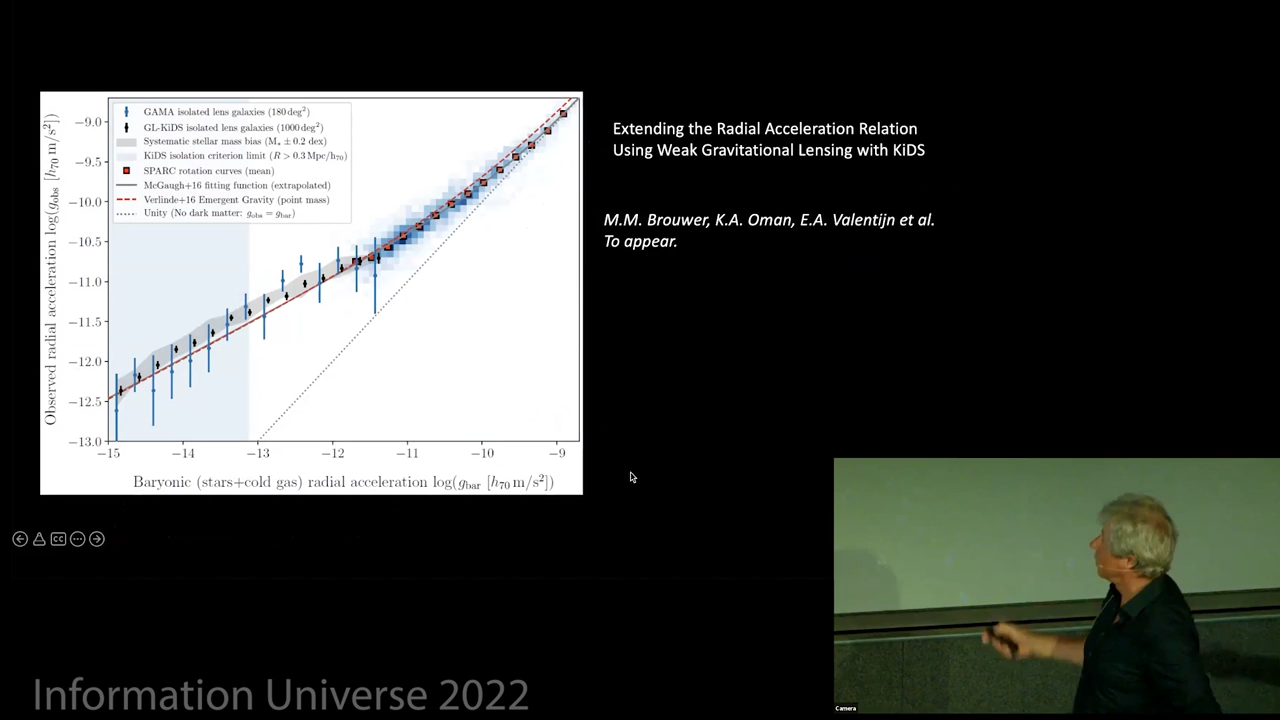 GAMA isolated lens galaxies (180 deg²)
GL-KiDS isolated lens galaxies (1000 deg²)
Systematic stellar mass bias (M⁎ ± 0.2 dex)
KiDS isolation criterion limit (R > 0.3 Mpc/h₇₀)
SPARC rotation curves (mean)
McGaugh+16 fitting function (extrapolated)
Verlinde+16 Emergent Gravity (point mass)
Unity (No dark matter: g_obs = g_bar)
Observed radial acceleration log(g_obs [h₇₀ m/s²])
−9.0
−9.5
−10.0
−10.5
−11.0
−11.5
−12.0
−12.5
−13.0
−15 −14 −13 −12 −11 −10 −9
Baryonic (stars+cold gas) radial acceleration log(g_bar [h₇₀ m/s²])
Extending the Radial Acceleration Relation
Using Weak Gravitational Lensing with KiDS
M.M. Brouwer, K.A. Oman, E.A. Valentijn et al.
To appear.
CC
Information Universe 2022
Camera